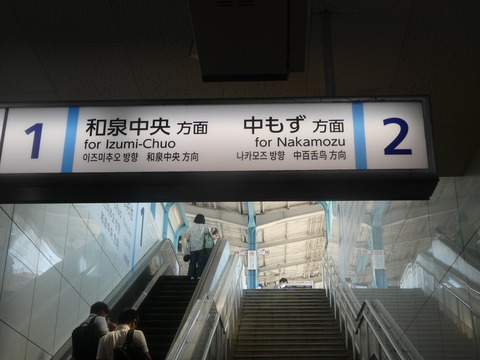 1 和泉中央 方面
for Izumi-Chuo
이즈미추오 방향 和泉中央 方向
中もず 方面 2
for Nakamozu
나카모즈 방향 中百舌鸟 方向
1